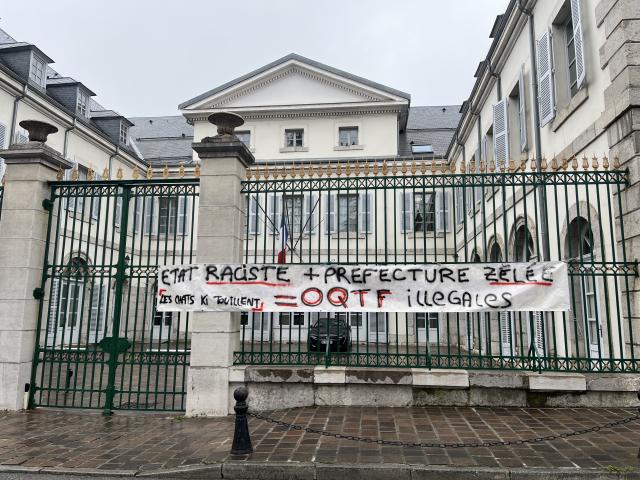 ETAT RACISTE + PREFECTURE ZÉLÉE
[LES CHATS Ki TOUILLENT] = OQTF iLLEGALES